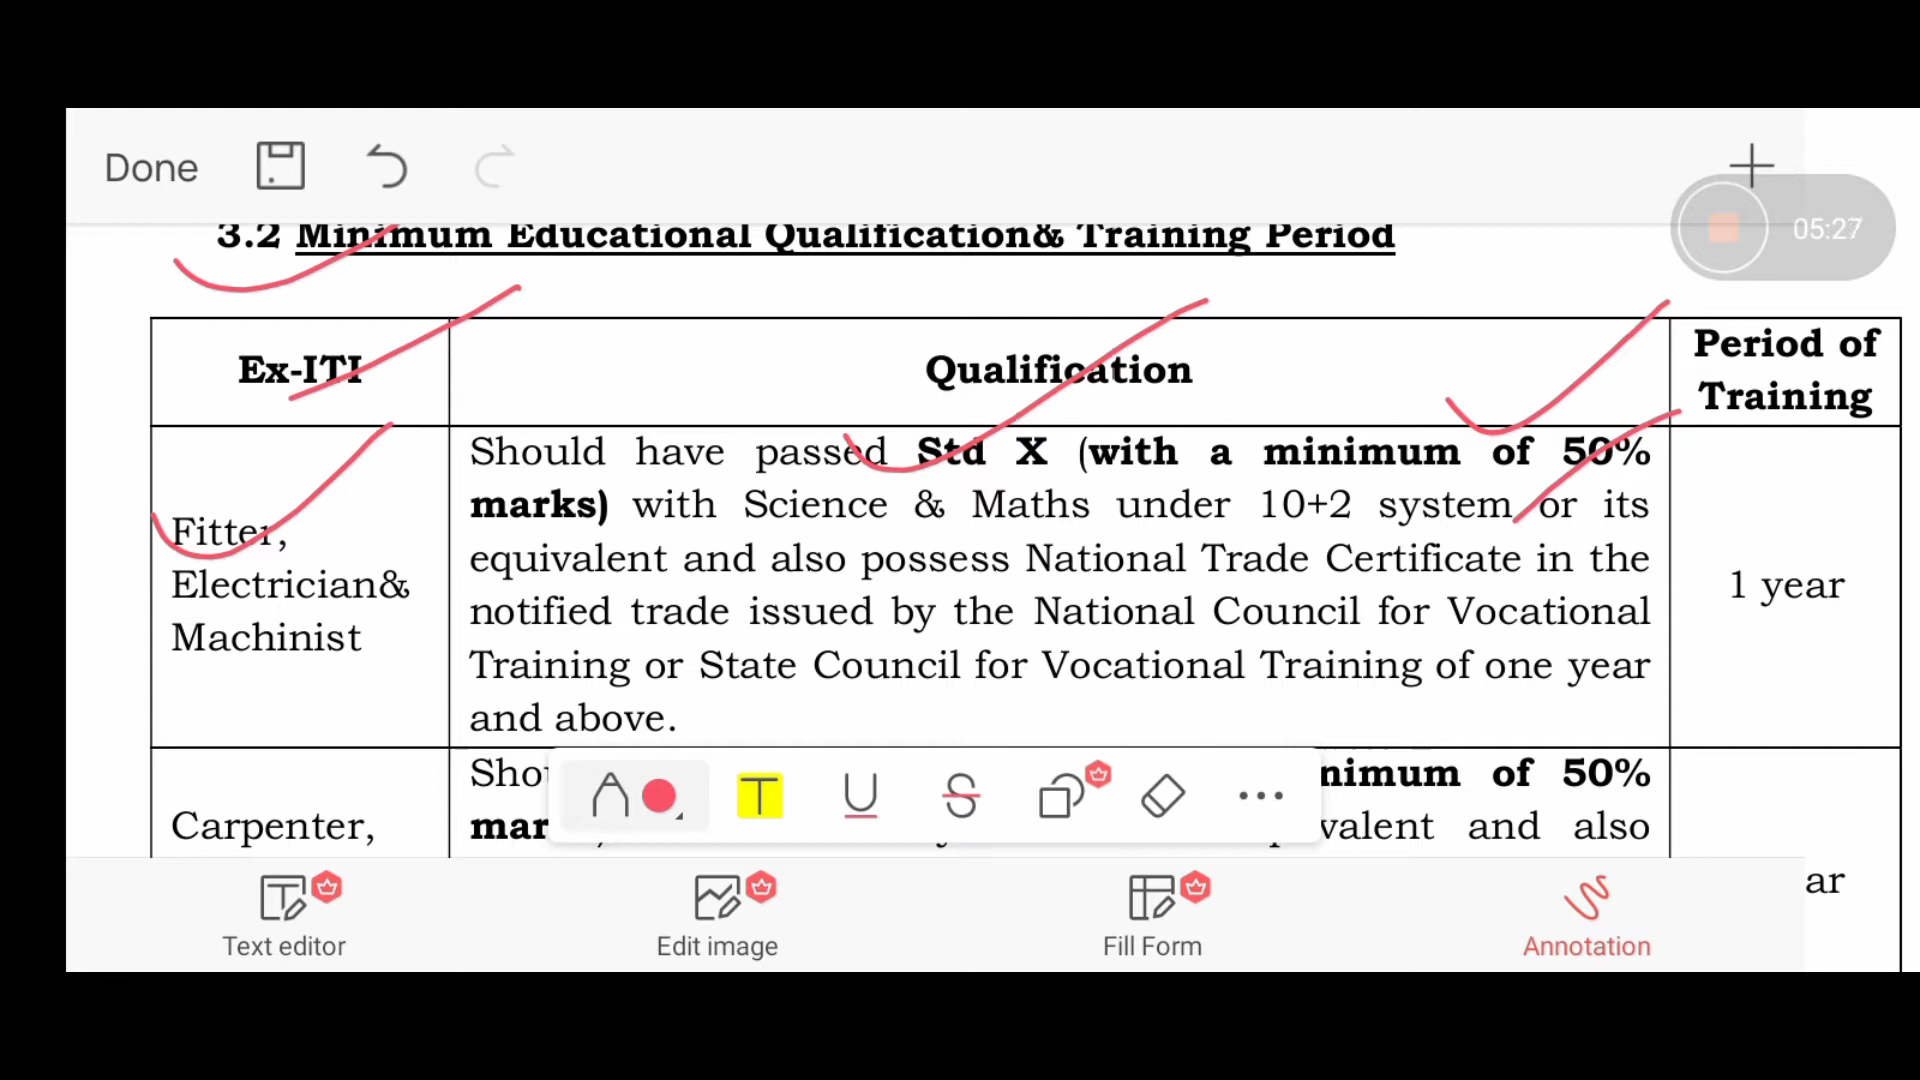 Done
05:27
3.2 Minimum Educational Qualification& Training Period
Ex-ITI
Qualification
Period of
Training
Fitter,
Electrician&
Machinist
Should have passed Std X (with a minimum of 50%
marks) with Science & Maths under 10+2 system or its
equivalent and also possess National Trade Certificate in the
notified trade issued by the National Council for Vocational
Training or State Council for Vocational Training of one year
and above.
1 year
Carpenter,
Sho
nimum of 50%
mar
valent and also
ar
T
U
S
Text editor
Edit image
Fill Form
Annotation